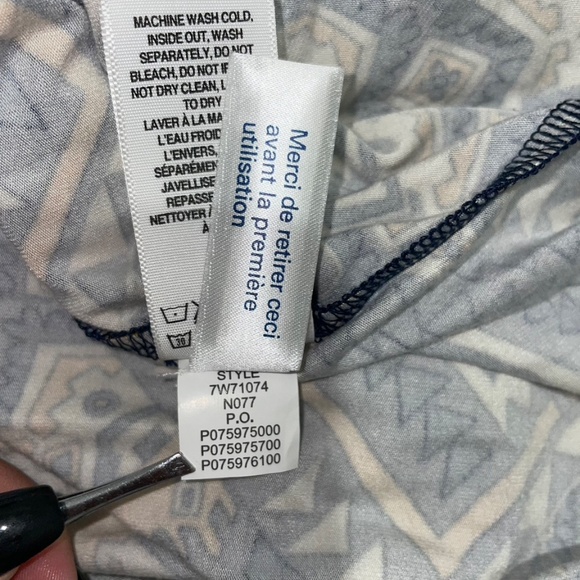 MACHINE WASH COLD,
INSIDE OUT, WASH
SEPARATELY, DO NOT
BLEACH, DO NOT
NOT DRY CLEAN,
TO DRY
LAVER À LA
L'EAU FROID
L'ENVERS,
SÉPARÉMEN
JAVELLISE
REPASSE
NETTOYER À
30
Merci de retirer ceci
avant la première
utilisation
STYLE
7W71074
N077
P.O.
P075975000
P075975700
P075976100